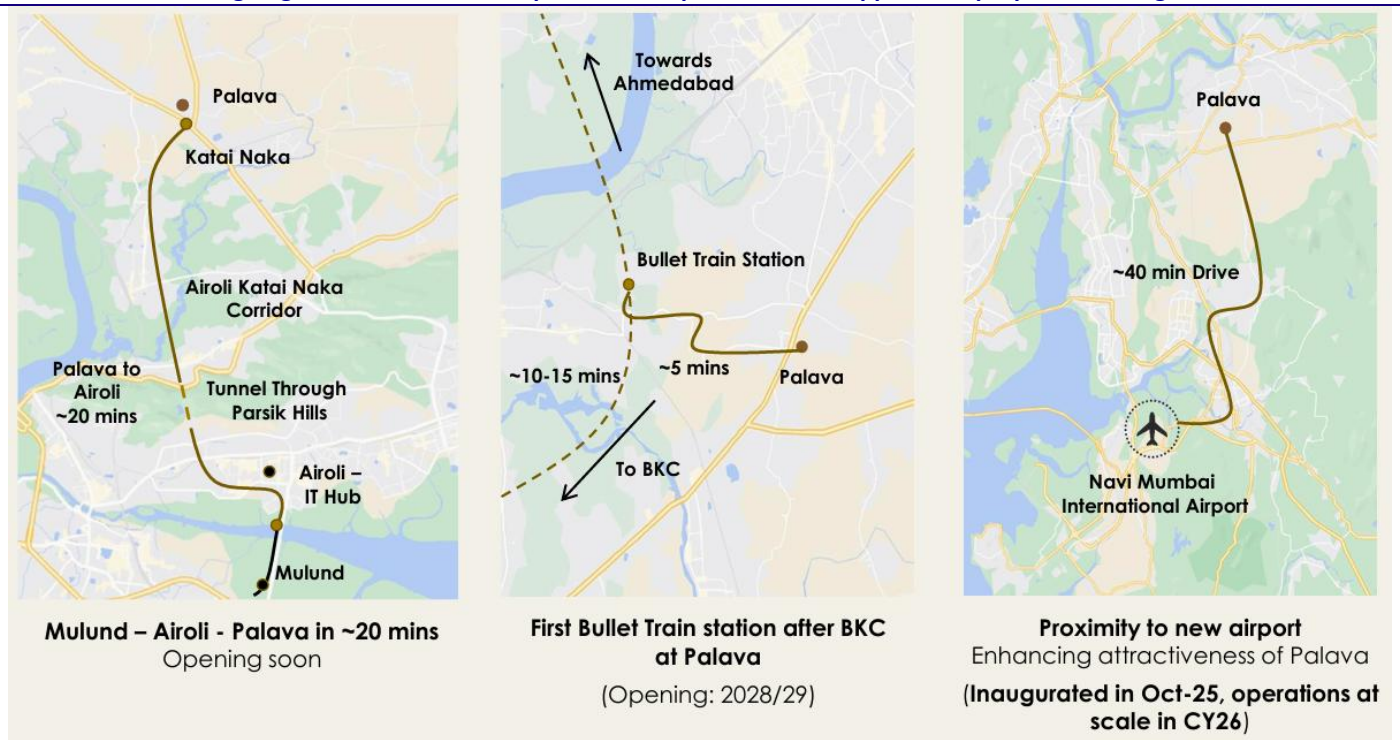 Palava
Katai Naka
Airoli Katai Naka
Corridor
Palava to
Airoli
~20 mins
Tunnel Through
Parsik Hills
Airoli –
IT Hub
Mulund
Mulund – Airoli - Palava in ~20 mins
Opening soon
Towards
Ahmedabad
Bullet Train Station
~10-15 mins
~5 mins
Palava
To BKC
First Bullet Train station after BKC
at Palava
(Opening: 2028/29)
Palava
~40 min Drive
Navi Mumbai
International Airport
Proximity to new airport
Enhancing attractiveness of Palava
(Inaugurated in Oct-25, operations at
scale in CY26)